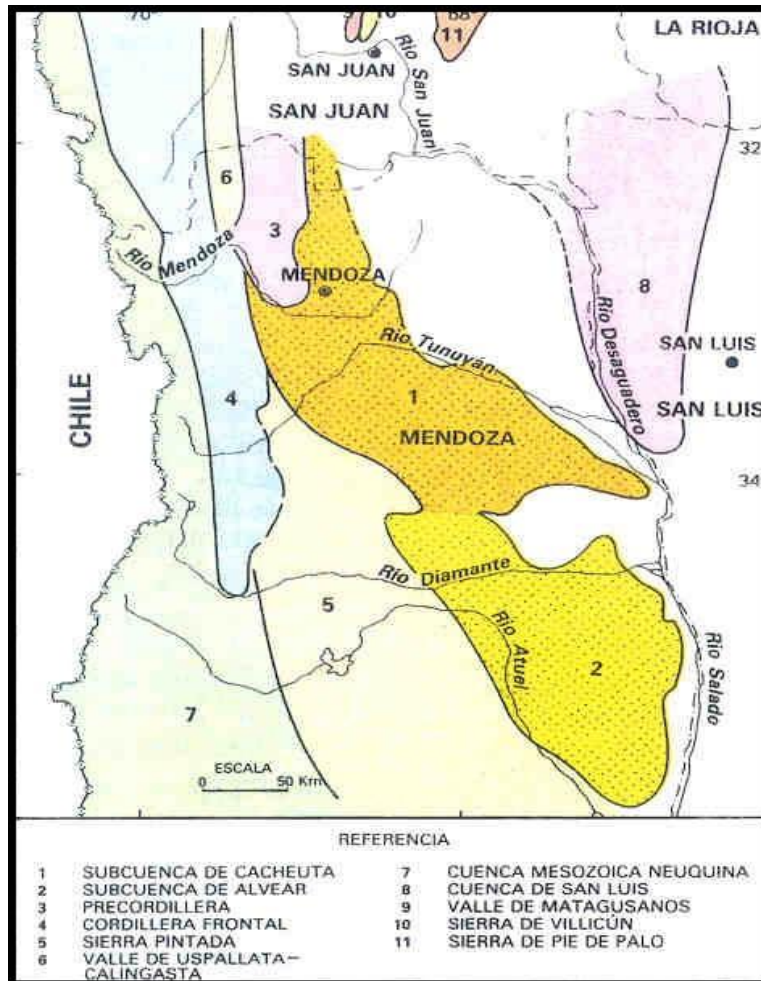 70°
9
10
68
11
LA RIOJA
SAN JUAN
Río San Juan
SAN JUAN
32
6
3
Río Mendoza
MENDOZA
8
Río Tunuyán
Río Desaguadero
SAN LUIS
CHILE
4
1
MENDOZA
SAN LUIS
34
Río Diamante
5
Río Atuel
2
Río Salado
7
ESCALA
0 50 Km
REFERENCIA
1 SUBCUENCA DE CACHEUTA
2 SUBCUENCA DE ALVEAR
3 PRECORDILLERA
4 CORDILLERA FRONTAL
5 SIERRA PINTADA
6 VALLE DE USPALLATA–
CALINGASTA
7 CUENCA MESOZOICA NEUQUINA
8 CUENCA DE SAN LUIS
9 VALLE DE MATAGUSANOS
10 SIERRA DE VILLICÚN
11 SIERRA DE PIE DE PALO